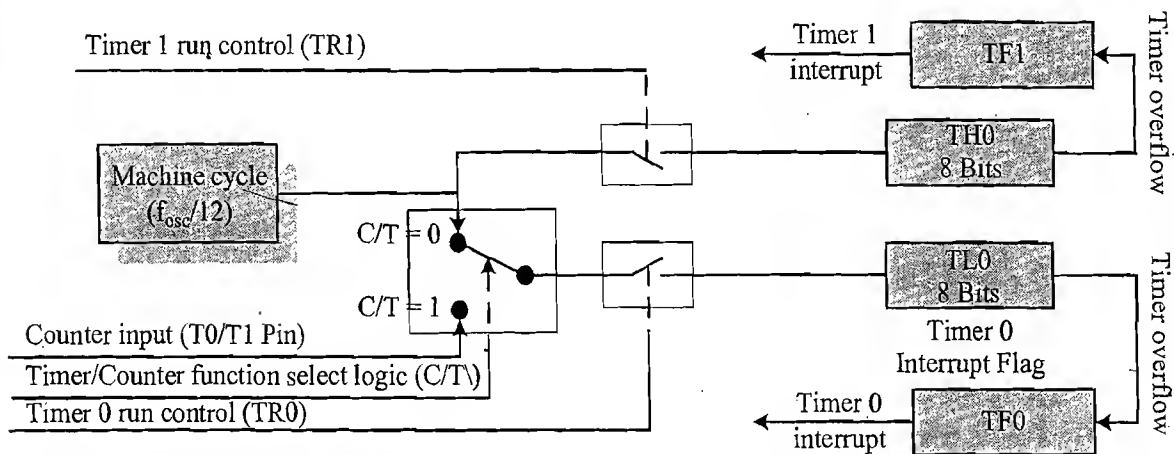 Timer 1 run control (TR1)
Timer 1
interrupt
TF1
Timer overflow
TH0
8 Bits
Machine cycle
(fosc/12)
C/T = 0
C/T = 1
TL0
8 Bits
Timer 0
Interrupt Flag
Timer overflow
Counter input (T0/T1 Pin)
Timer/Counter function select logic (C/T\)
Timer 0 run control (TR0)
Timer 0
interrupt
TF0